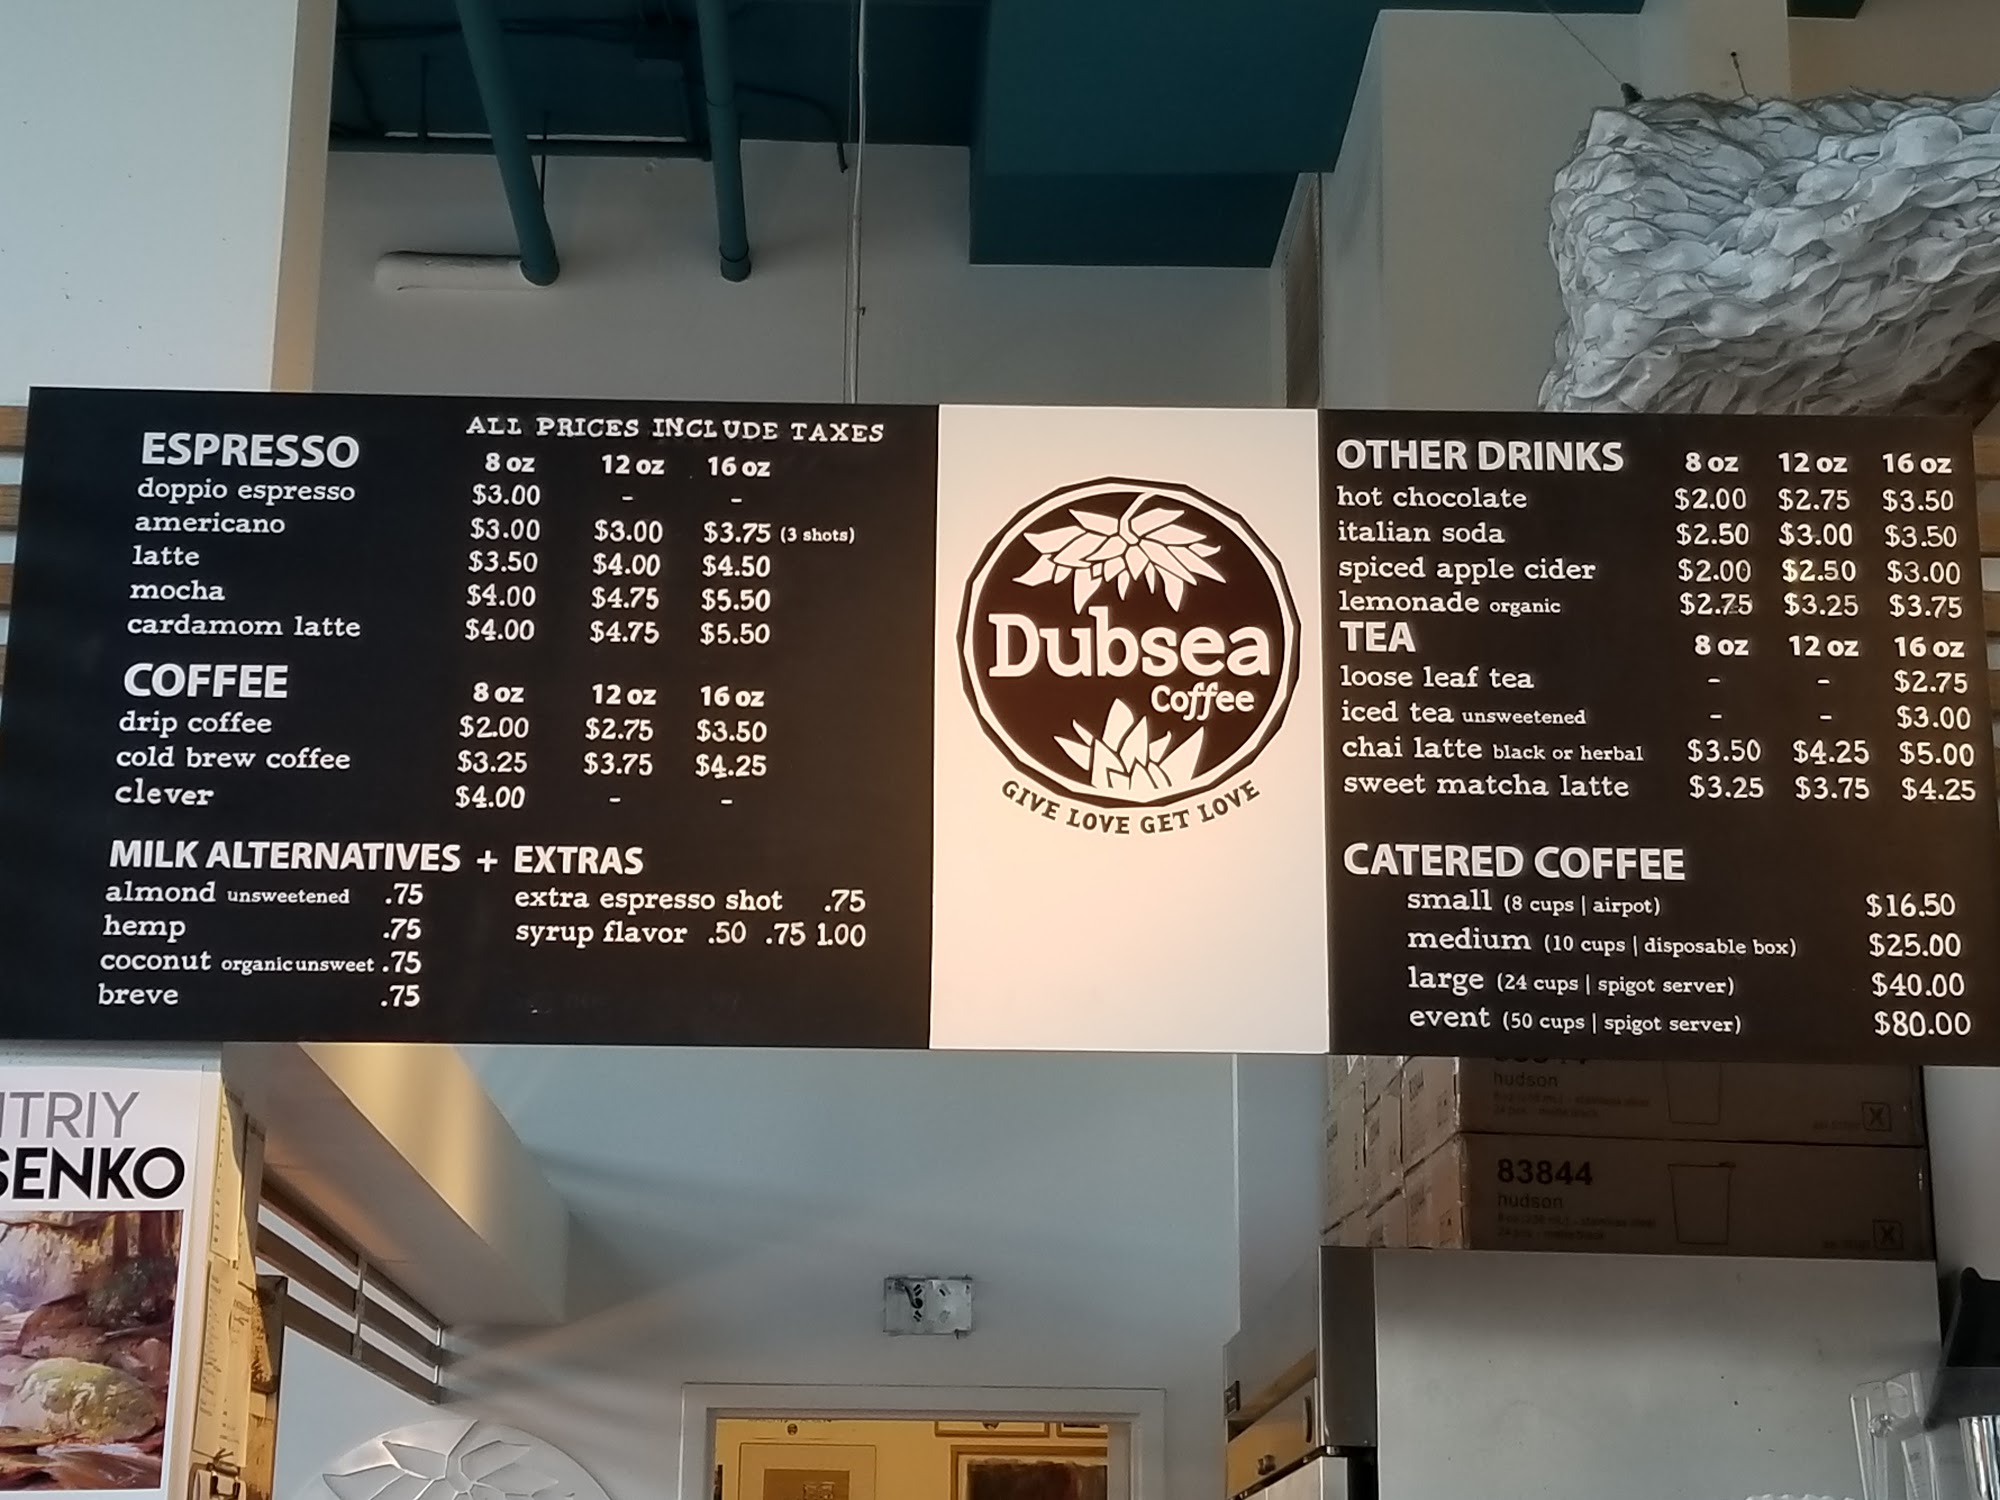 ALL PRICES INCLUDE TAXES
ESPRESSO 8 oz 12 oz 16 oz
doppio espresso $3.00 - -
americano $3.00 $3.00 $3.75 (3 shots)
latte $3.50 $4.00 $4.50
mocha $4.00 $4.75 $5.50
cardamom latte $4.00 $4.75 $5.50
COFFEE 8 oz 12 oz 16 oz
drip coffee $2.00 $2.75 $3.50
cold brew coffee $3.25 $3.75 $4.25
clever $4.00 - -
MILK ALTERNATIVES + EXTRAS
almond unsweetened .75 extra espresso shot .75
hemp .75 syrup flavor .50 .75 1.00
coconut organic unsweet .75
breve .75
Dubsea
Coffee
GIVE LOVE GET LOVE
OTHER DRINKS 8 oz 12 oz 16 oz
hot chocolate $2.00 $2.75 $3.50
italian soda $2.50 $3.00 $3.50
spiced apple cider $2.00 $2.50 $3.00
lemonade organic $2.75 $3.25 $3.75
TEA 8 oz 12 oz 16 oz
loose leaf tea - - $2.75
iced tea unsweetened - - $3.00
chai latte black or herbal $3.50 $4.25 $5.00
sweet matcha latte $3.25 $3.75 $4.25
CATERED COFFEE
small (8 cups | airpot) $16.50
medium (10 cups | disposable box) $25.00
large (24 cups | spigot server) $40.00
event (50 cups | spigot server) $80.00
ITRIY
SENKO
hudson
83844
hudson